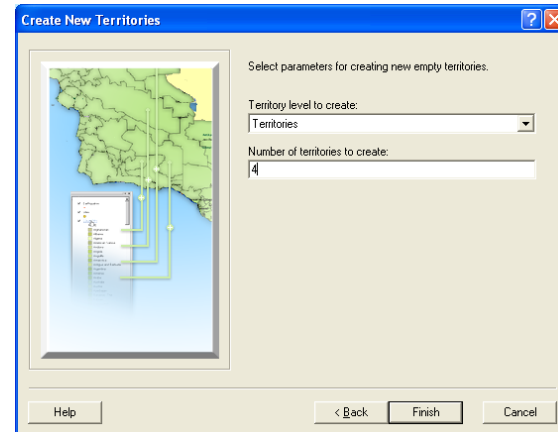 Create New Territories
Select parameters for creating new empty territories.
Territory level to create:
Territories
Number of territories to create:
4
Help
< Back
Finish
Cancel